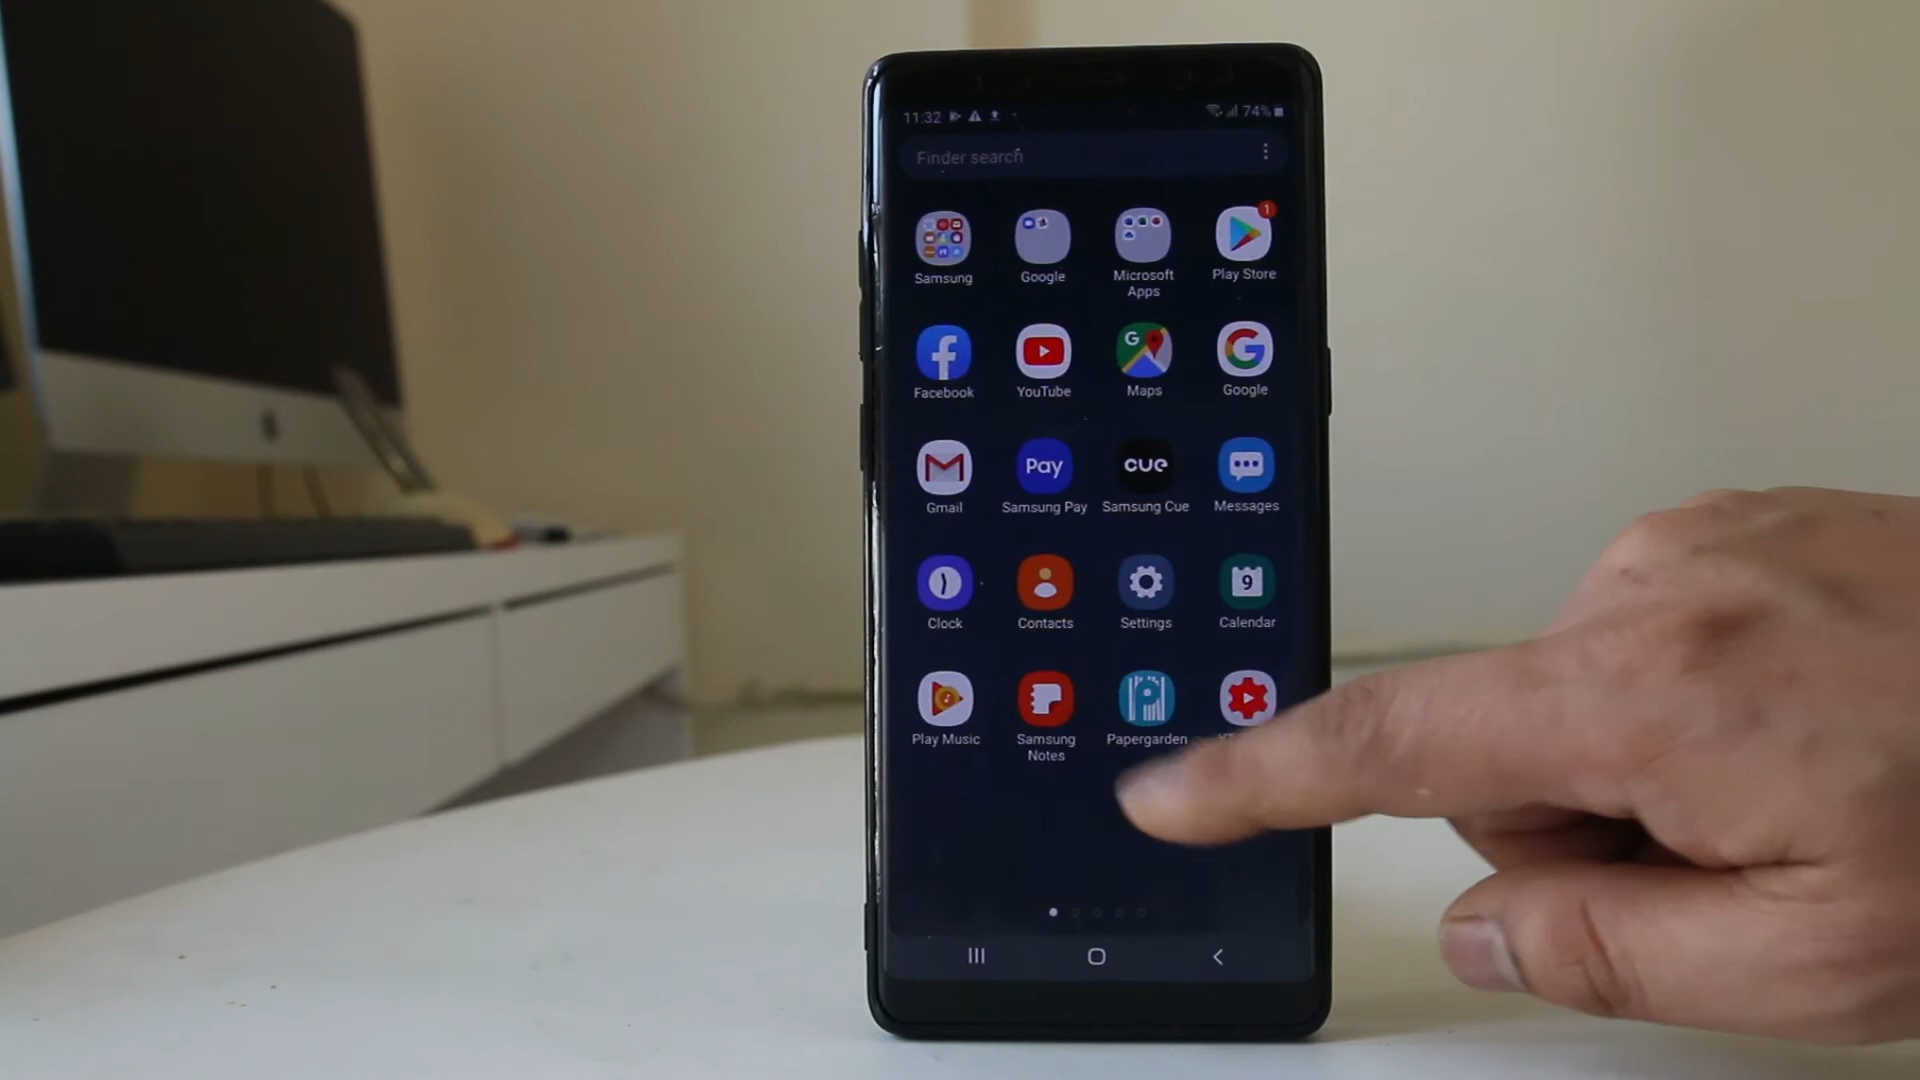 11:32
74%
Finder search
1
Samsung
Google
Microsoft
Apps
Play Store
Facebook
YouTube
G
Maps
G
Google
Gmail
Pay
Samsung Pay
cue
Samsung Cue
Messages
Clock
Contacts
Settings
9
Calendar
Play Music
Samsung
Notes
P
Papergarden